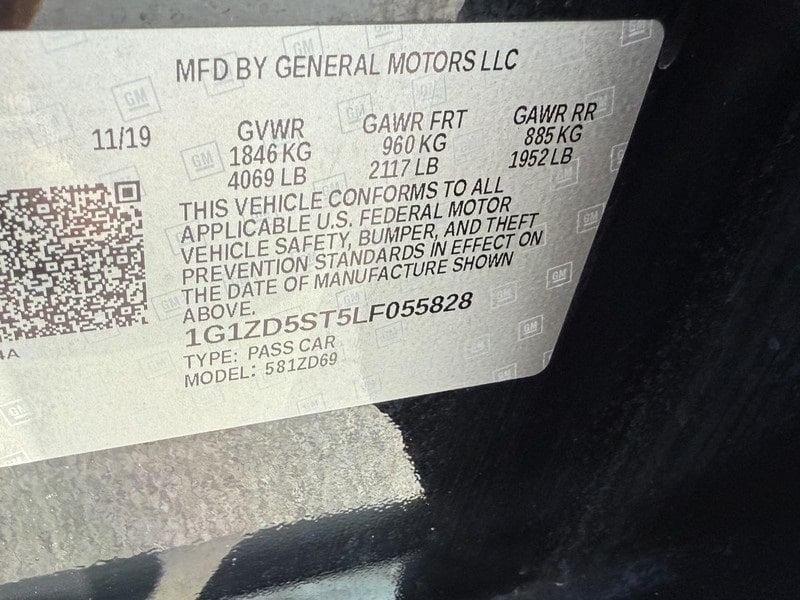 MFD BY GENERAL MOTORS LLC
11/19 GVWR GAWR FRT GAWR RR
1846 KG 960 KG 885 KG
4069 LB 2117 LB 1952 LB
THIS VEHICLE CONFORMS TO ALL
APPLICABLE U.S. FEDERAL MOTOR
VEHICLE SAFETY, BUMPER, AND THEFT
PREVENTION STANDARDS IN EFFECT ON
THE DATE OF MANUFACTURE SHOWN
ABOVE.
1G1ZD5ST5LF055828
TYPE: PASS CAR
MODEL: 581ZD69